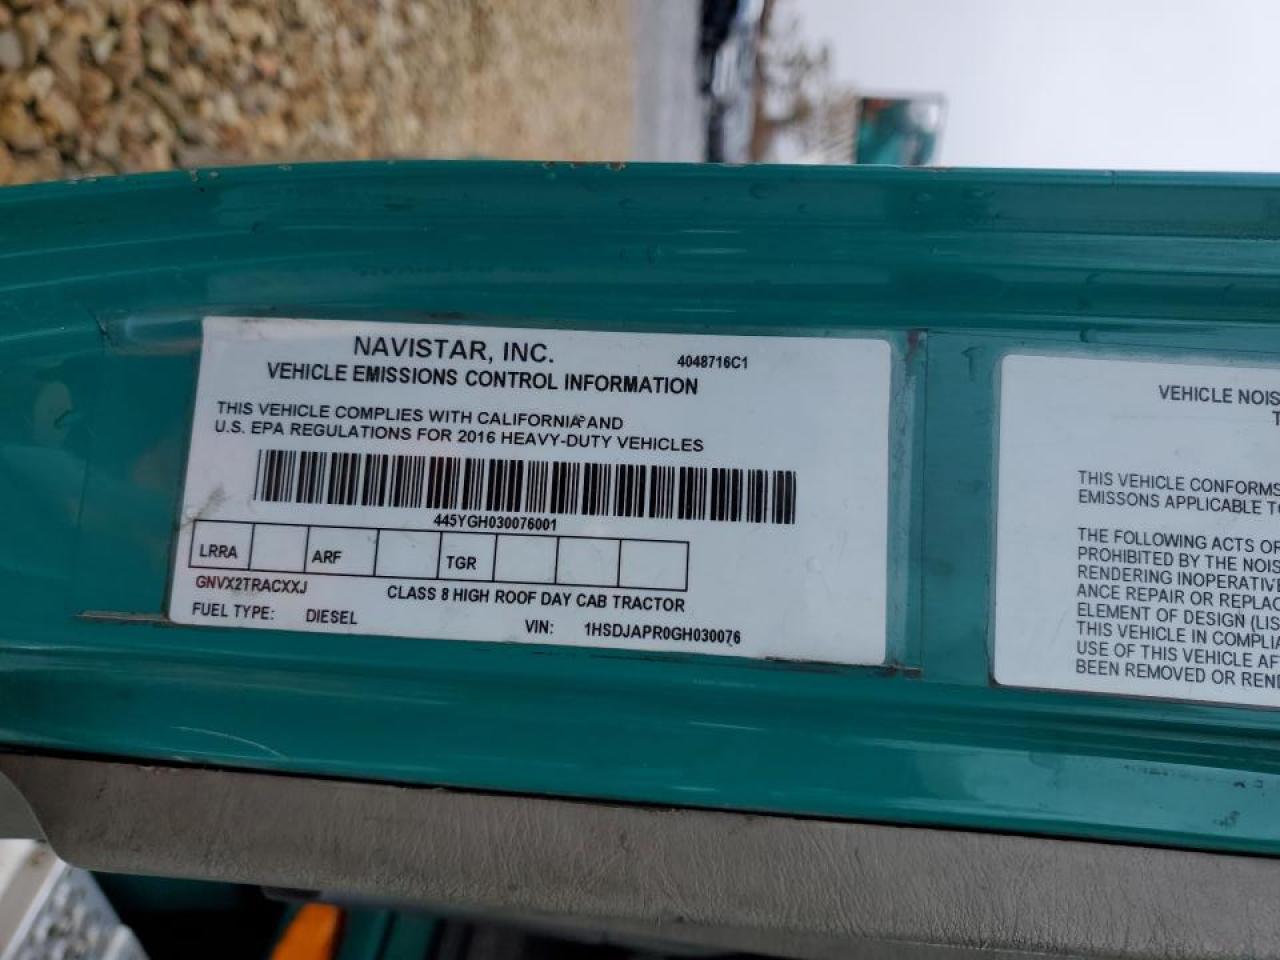 NAVISTAR, INC.
4048716C1
VEHICLE EMISSIONS CONTROL INFORMATION
THIS VEHICLE COMPLIES WITH CALIFORNIA AND
U.S. EPA REGULATIONS FOR 2016 HEAVY-DUTY VEHICLES
445YGH030076001
LRRA ARF TGR
GNVX2TRACXXJ
CLASS 8 HIGH ROOF DAY CAB TRACTOR
FUEL TYPE: DIESEL
VIN: 1HSDJAPR0GH030076
VEHICLE NOIS
THIS VEHICLE CONFORMS
EMISSONS APPLICABLE TO
THE FOLLOWING ACTS OF
PROHIBITED BY THE NOIS
RENDERING INOPERATIVE
ANCE REPAIR OR REPLAC
ELEMENT OF DESIGN (LIS
THIS VEHICLE IN COMPLIA
USE OF THIS VEHICLE AF
BEEN REMOVED OR REND